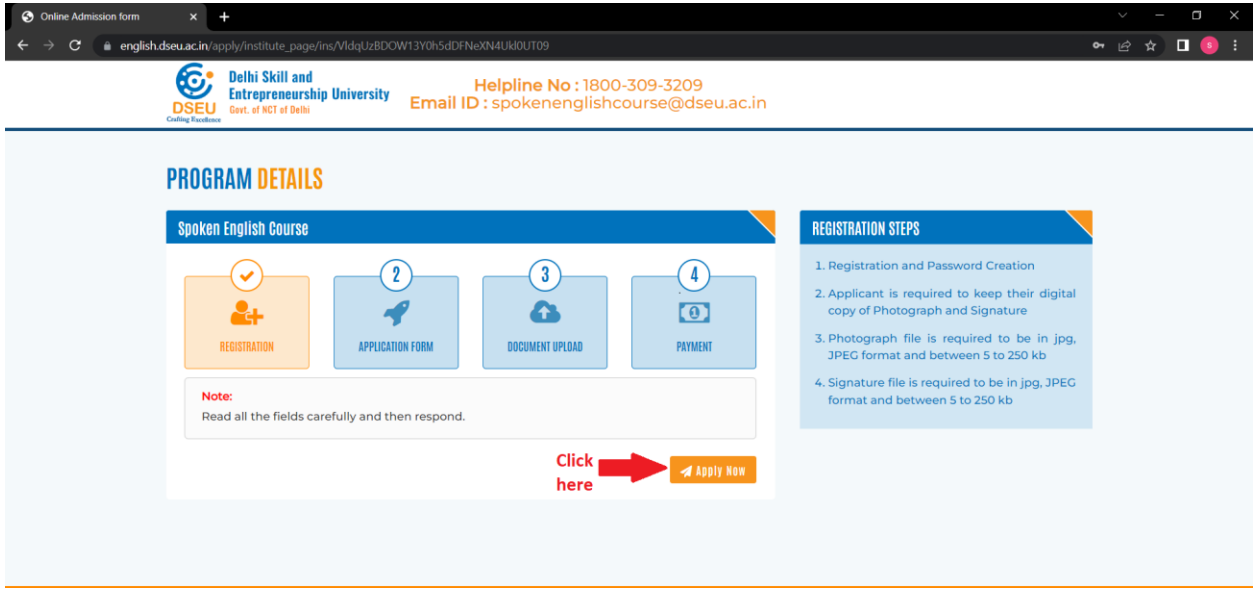 Online Admission form
english.dseu.ac.in/apply/institute_page/ins/VldqUzBDOW13Y0h5dDFNeXN4Ukl0UT09
S
Delhi Skill and
Entrepreneurship University
Govt. of NCT of Delhi
DSEU
Crafting Excellence
Helpline No : 1800-309-3209
Email ID : spokenenglishcourse@dseu.ac.in
PROGRAM DETAILS
Spoken English Course
2
3
4
REGISTRATION
APPLICATION FORM
DOCUMENT UPLOAD
PAYMENT
Note:
Read all the fields carefully and then respond.
Click
here
Apply Now
REGISTRATION STEPS
1. Registration and Password Creation
2. Applicant is required to keep their digital
copy of Photograph and Signature
3. Photograph file is required to be in jpg,
JPEG format and between 5 to 250 kb
4. Signature file is required to be in jpg, JPEG
format and between 5 to 250 kb